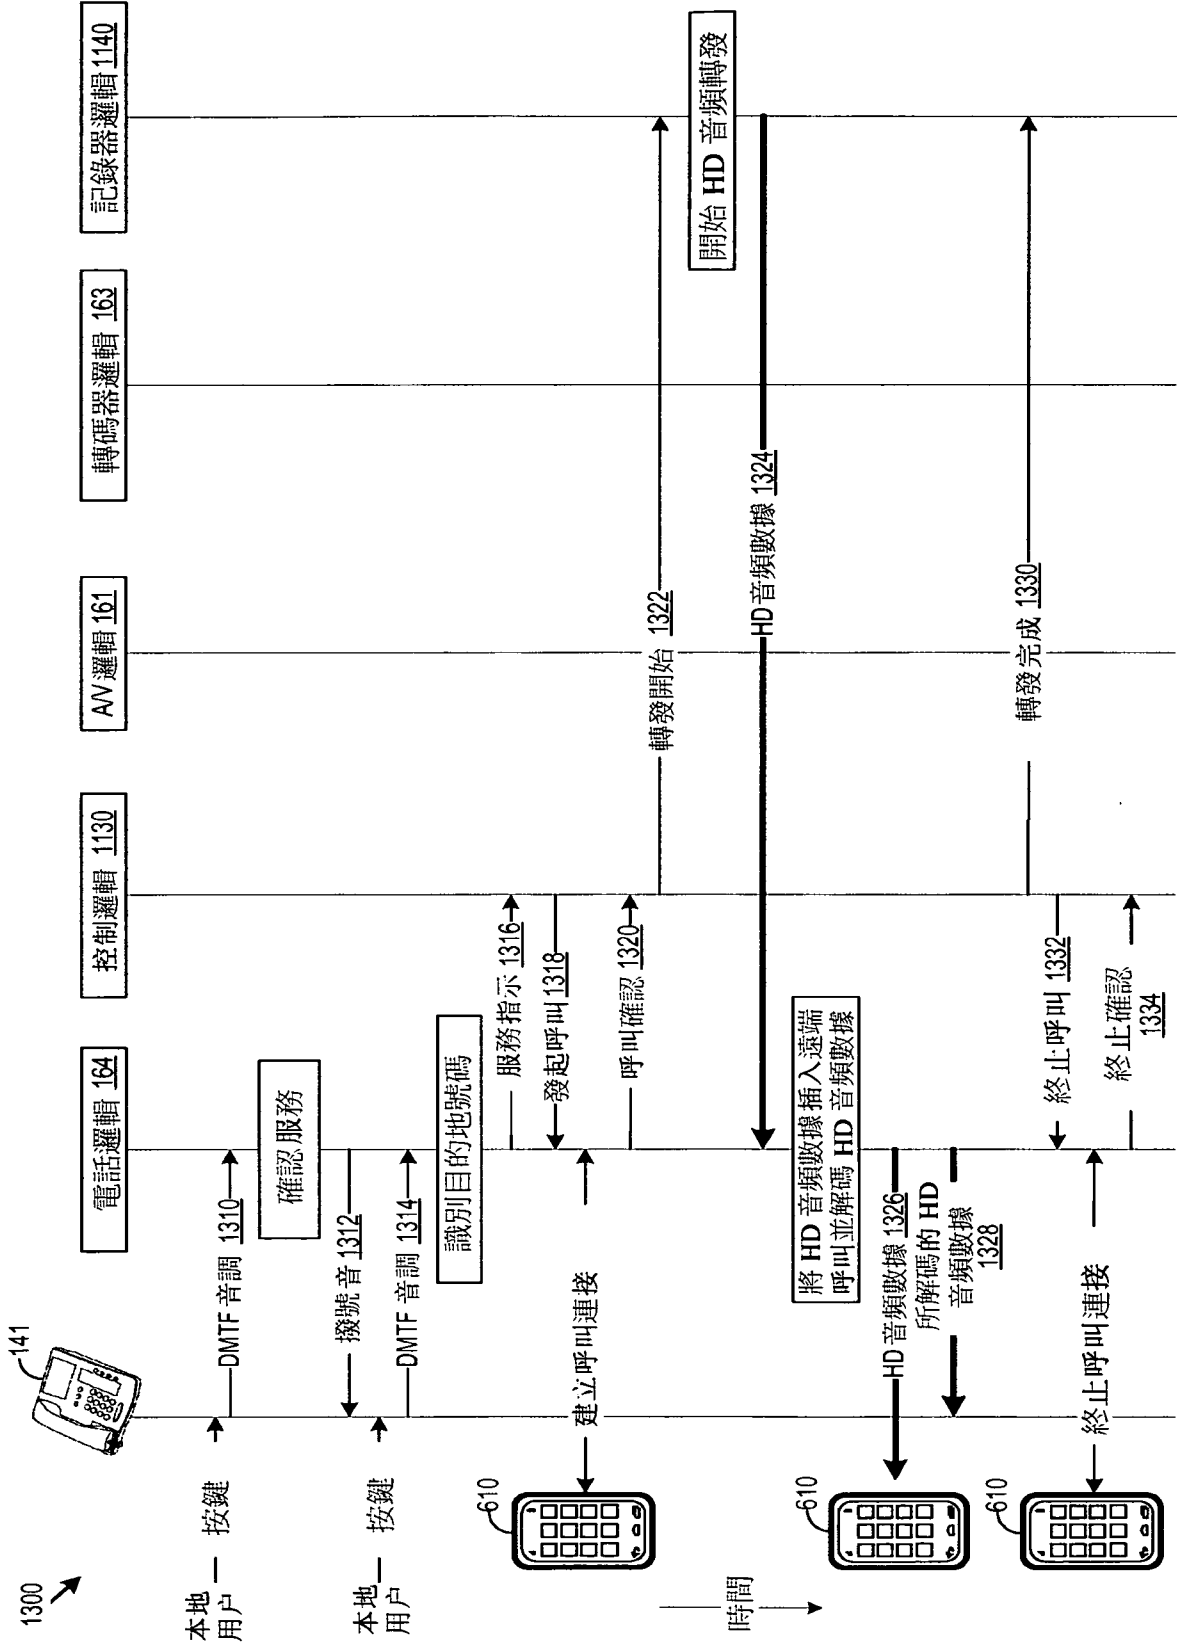 1300
141
電話邏輯 164
控制邏輯 1130
A/V 邏輯 161
轉碼器邏輯 163
記錄器邏輯 1140
本地
用户
按鍵
DMTF 音調 1310
確認服務
撥號音 1312
本地
用户
按鍵
DMTF 音調 1314
識別目的地號碼
服務指示 1316
發起呼叫 1318
610
建立呼叫連接
呼叫確認 1320
轉發開始 1322
開始 HD 音頻轉發
時間
HD 音頻數據 1324
將 HD 音頻數據插入遠端
呼叫並解碼 HD 音頻數據
610
HD 音頻數據 1326
所解碼的 HD
音頻數據
1328
轉發完成 1330
610
終止呼叫 1332
終止呼叫連接
終止確認
1334